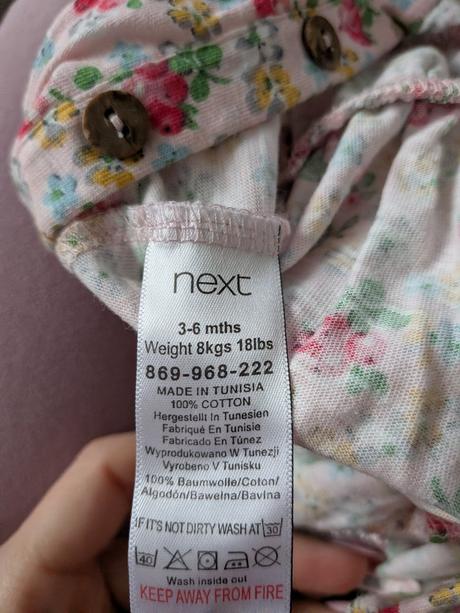 next
3-6 mths
Weight 8kgs 18lbs
869-968-222
MADE IN TUNISIA
100% COTTON
Hergestellt In Tunesien
Fabriqué En Tunisie
Fabricado En Túnez
Wyprodukowano W Tunezji
Vyrobeno V Tunisku
100% Baumwolle/Coton/
Algodón/Bawełna/Bavlna
IF IT'S NOT DIRTY WASH AT 30
40
Wash inside out
KEEP AWAY FROM FIRE